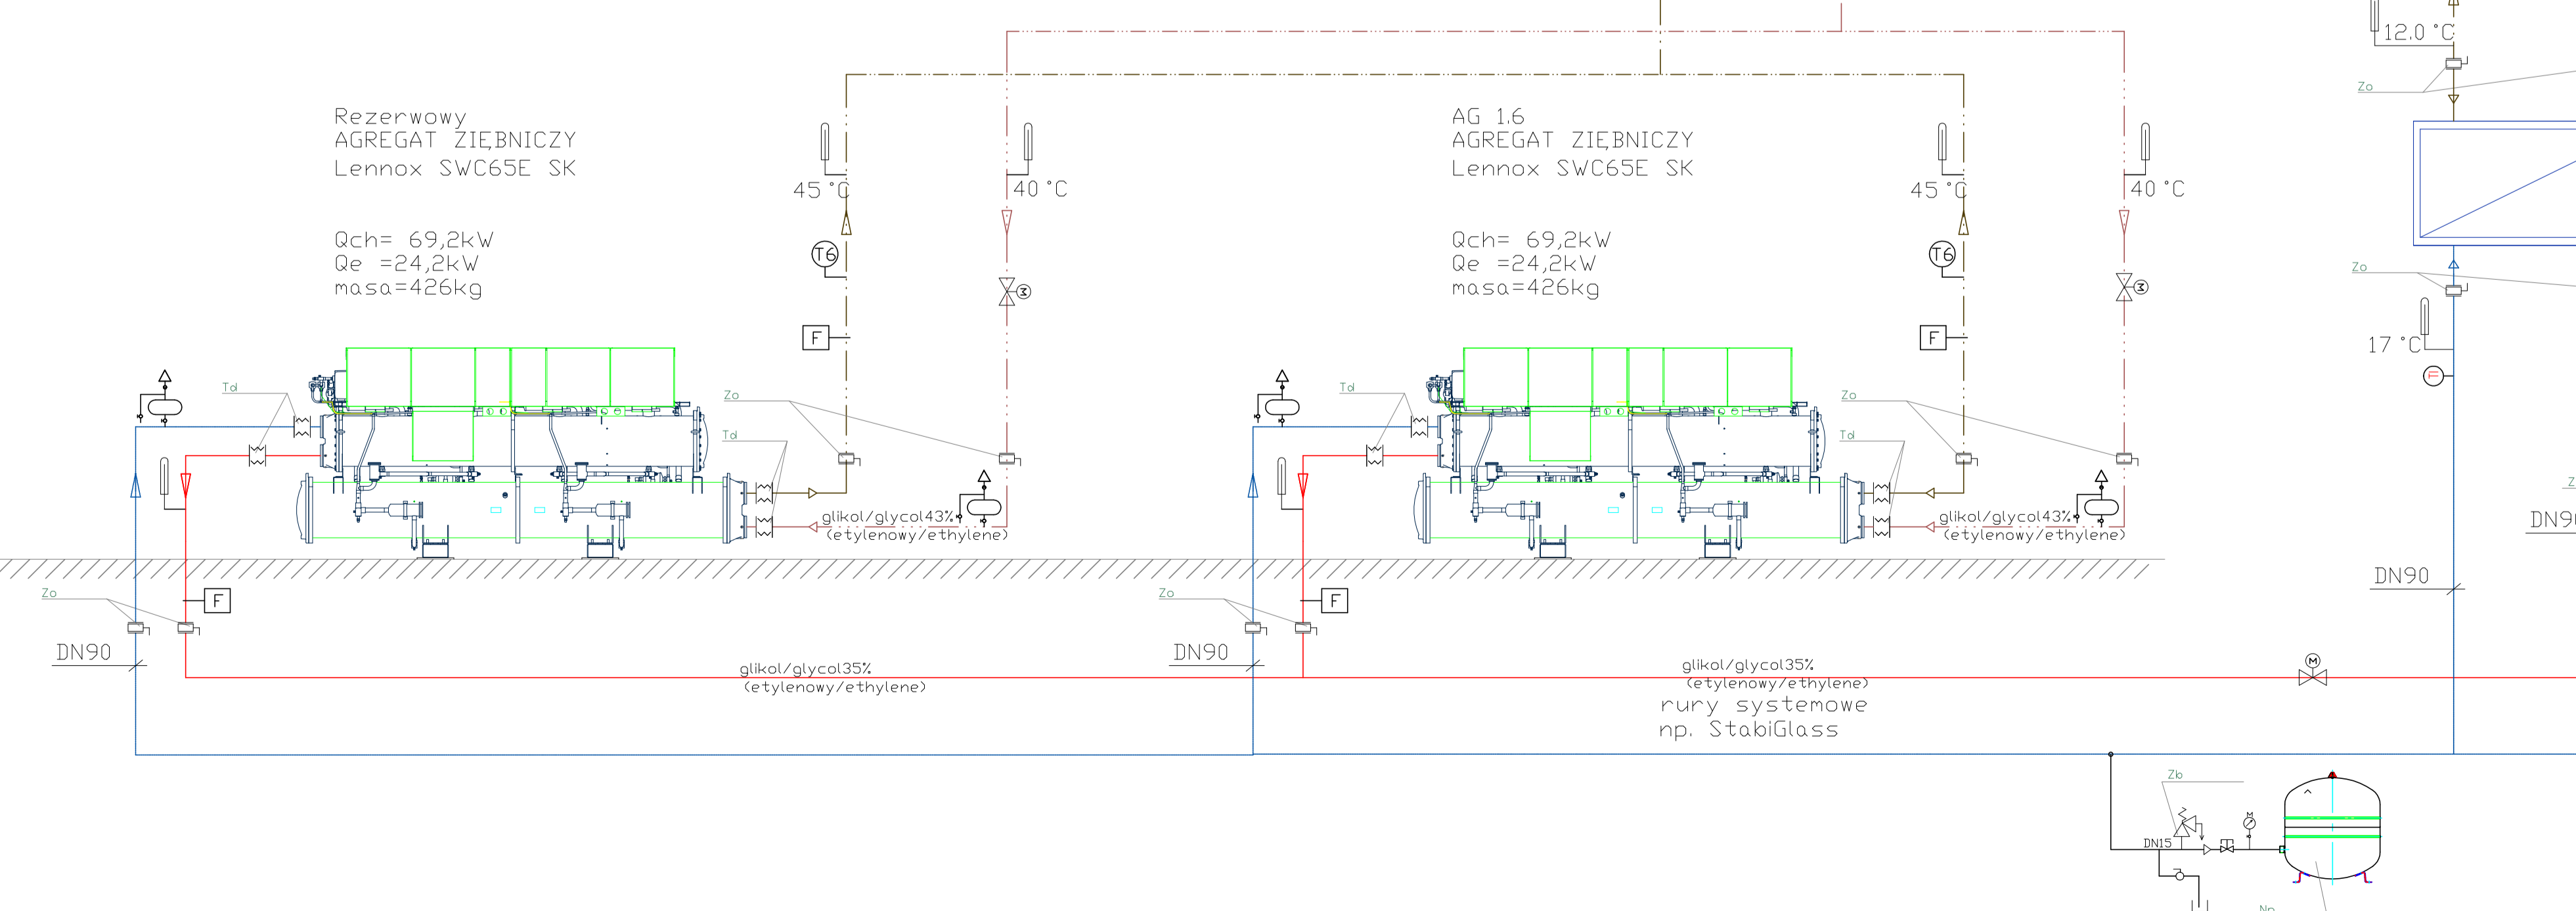 12.0 °C
Zo
Rezerwowy
AGREGAT ZIĘBNICZY
Lennox SWC65E SK
45 °C
40 °C
Qch= 69,2kW
Qe =24,2kW
masa=426kg
T6
M
F
AG 1.6
AGREGAT ZIĘBNICZY
Lennox SWC65E SK
45 °C
40 °C
Qch= 69,2kW
Qe =24,2kW
masa=426kg
T6
M
F
Zo
17 °C
Td
Zo
Td
Td
Zo
Td
glikol/glycol43%
(etylenowy/ethylene)
glikol/glycol43%
(etylenowy/ethylene)
Zo
F
DN90
Zo
F
DN90
DN90
glikol/glycol35%
(etylenowy/ethylene)
glikol/glycol35%
(etylenowy/ethylene)
rury systemowe
np. StabiGlass
M
Zb
M
DN15
Np